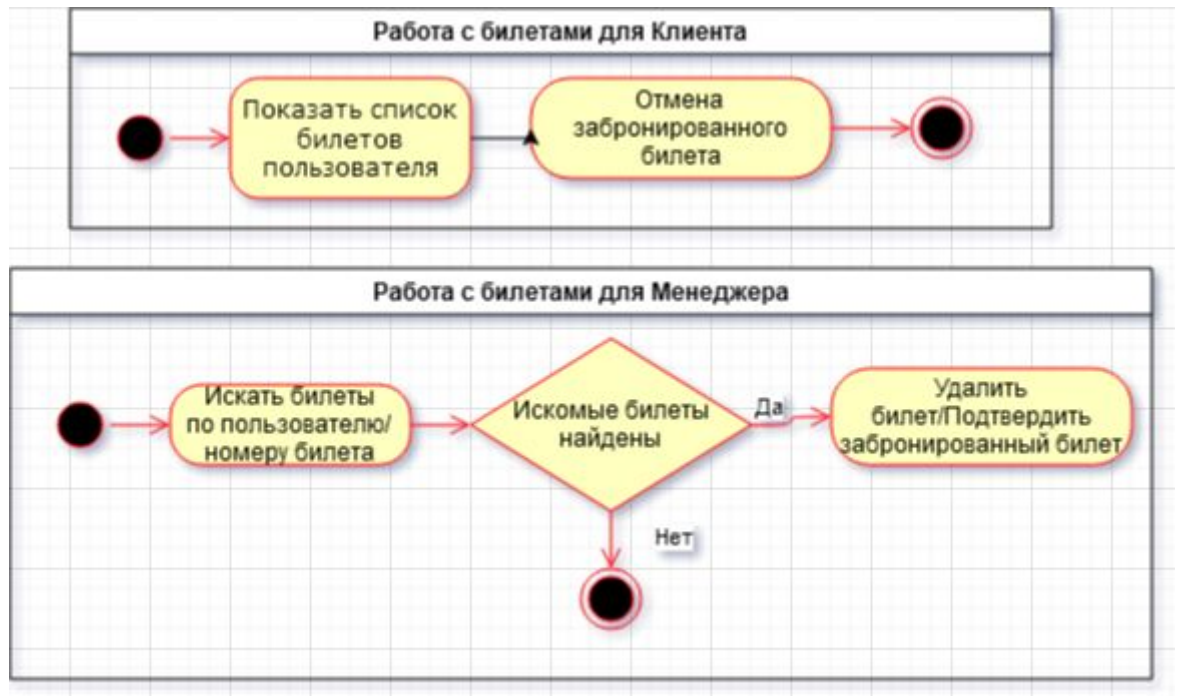 Работа с билетами для Клиента
Показать список
билетов
пользователя
Отмена
забронированного
билета
Работа с билетами для Менеджера
Искать билеты
по пользователю/
номеру билета
Искомые билеты
найдены
Да
Удалить
билет/Подтвердить
забронированный билет
Нет